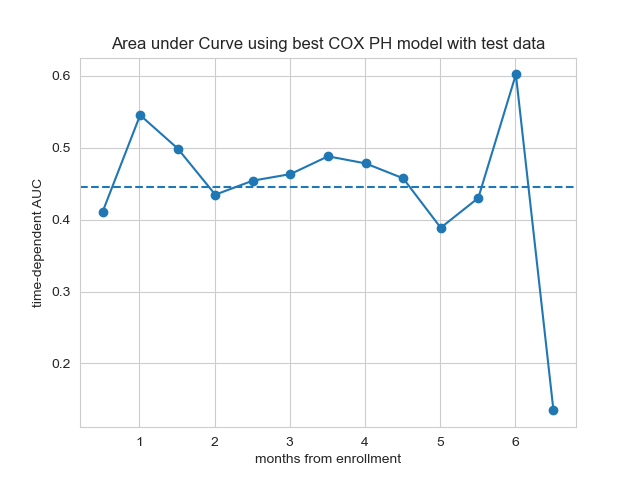 Area under Curve using best COX PH model with test data
0.6
0.5
0.4
0.3
0.2
time-dependent AUC
1 2 3 4 5 6
months from enrollment